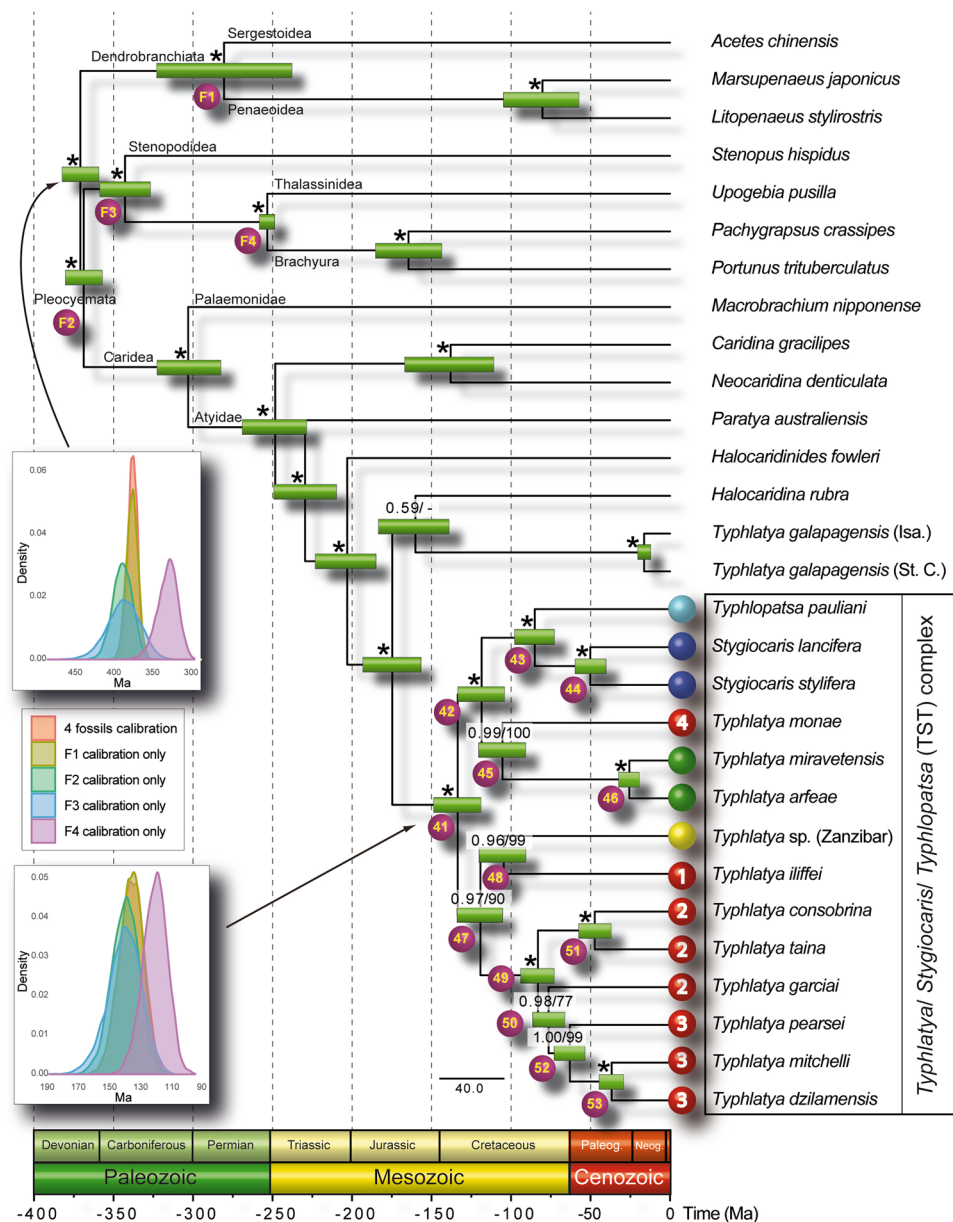 Sergestoidea
Acetes chinensis
Dendrobranchiata
*
F1
Penaeoidea
*
Marsupenaeus japonicus
Litopenaeus stylirostris
*
Stenopodidea
*
F3
Stenopus hispidus
Thalassinidea
*
F4
Brachyura
Upogebia pusilla
*
Pachygrapsus crassipes
Portunus trituberculatus
*
Pleocyemata
F2
Palaemonidae
Macrobrachium nipponense
Caridea
*
*
Caridina gracilipes
Neocaridina denticulata
Atyidae
*
Paratya australiensis
*
Halocaridinides fowleri
*
Halocaridina rubra
0.59/ -
*
Typhlatya galapagensis (Isa.)
Typhlatya galapagensis (St. C.)
0.06
0.04
0.02
0.00
Density
450
400
350
300
Ma
4 fossils calibration
F1 calibration only
F2 calibration only
F3 calibration only
F4 calibration only
0.05
0.04
0.03
0.02
0.01
0.00
Density
190
170
150
130
110
90
Ma
*
43
Typhlopatsa pauliani
*
44
Stygiocaris lancifera
Stygiocaris stylifera
*
42
0.99/100
45
4
Typhlatya monae
*
46
Typhlatya miravetensis
Typhlatya arfeae
*
41
0.96/99
48
Typhlatya sp. (Zanzibar)
1
Typhlatya iliffei
0.97/90
47
*
51
2
Typhlatya consobrina
2
Typhlatya taina
*
49
2
Typhlatya garciai
0.98/77
50
3
Typhlatya pearsei
1.00/99
52
3
Typhlatya mitchelli
*
53
3
Typhlatya dzilamensis
Typhlatya/ Stygiocaris/ Typhlopatsa (TST) complex
40.0
Devonian
Carboniferous
Permian
Triassic
Jurassic
Cretaceous
Paleog.
Neog.
Paleozoic
Mesozoic
Cenozoic
-400
-350
-300
-250
-200
-150
-100
-50
0
Time (Ma)